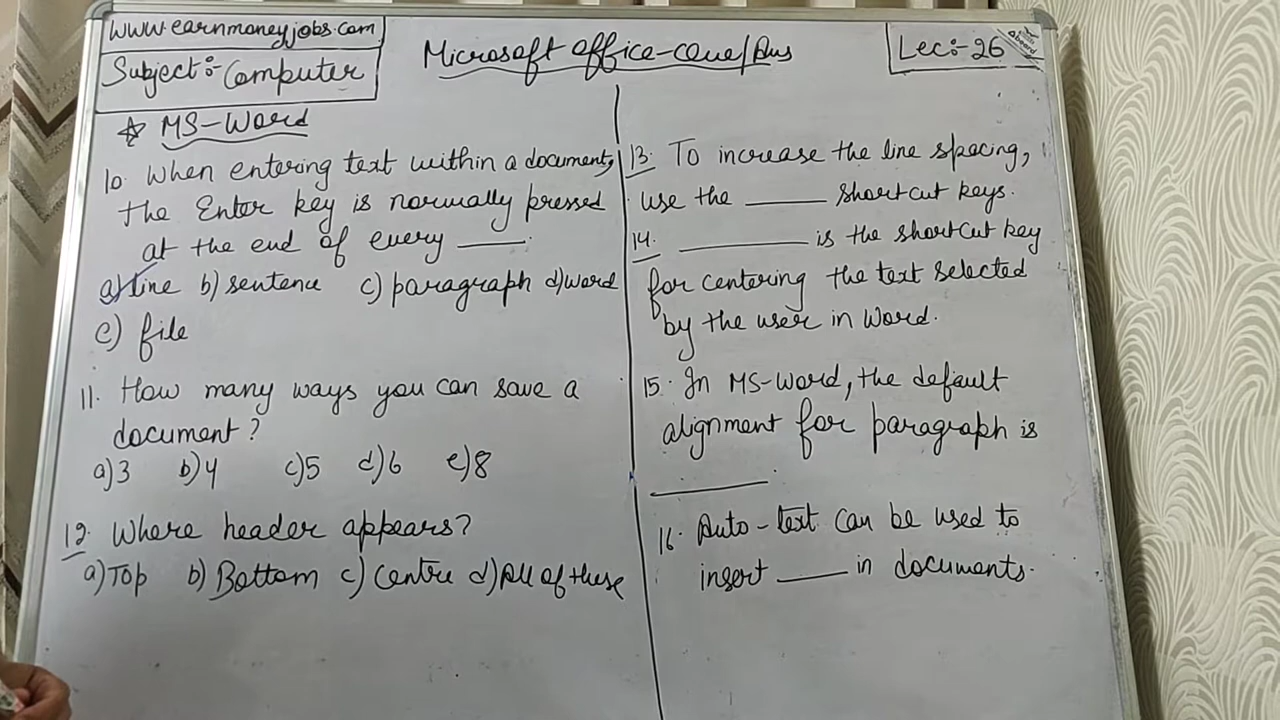 www.earnmoneyjobs.com
Subject:- Computer
Microsoft office-Ques/Ans
Lec:- 26
☆ MS-Word
10. When entering text within a document,
the Enter key is normally pressed
at the end of every ____.
a) line b) sentence c) paragraph d) word
e) file
11. How many ways you can save a
document?
a) 3 b) 4 c) 5 d) 6 e) 8
12. Where header appears?
a) Top b) Bottom c) Centre d) All of these
13. To increase the line spacing,
use the ____ shortcut keys.
14. ____ is the shortcut key
for centering the text selected
by the user in Word.
15. In MS-Word, the default
alignment for paragraph is
____
16. Auto-text can be used to
insert ____ in documents.